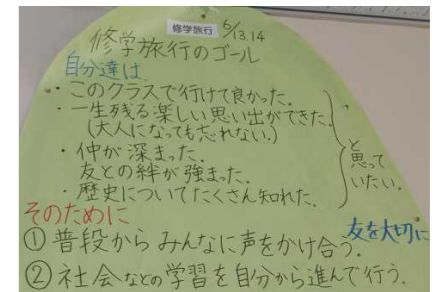 修学旅行 6/13.14
修学旅行のゴール
自分達は
・このクラスで行けて良かった。
・一生残る楽しい思い出ができた。
(大人になっても忘れない。)
・仲が深まった。
友との絆が強まった。
・歴史についてたくさん知れた。
と思っていたい。
そのために
友を大切に
① 普段からみんなに声をかけ合う。
② 社会などの学習を自分から進んで行う。